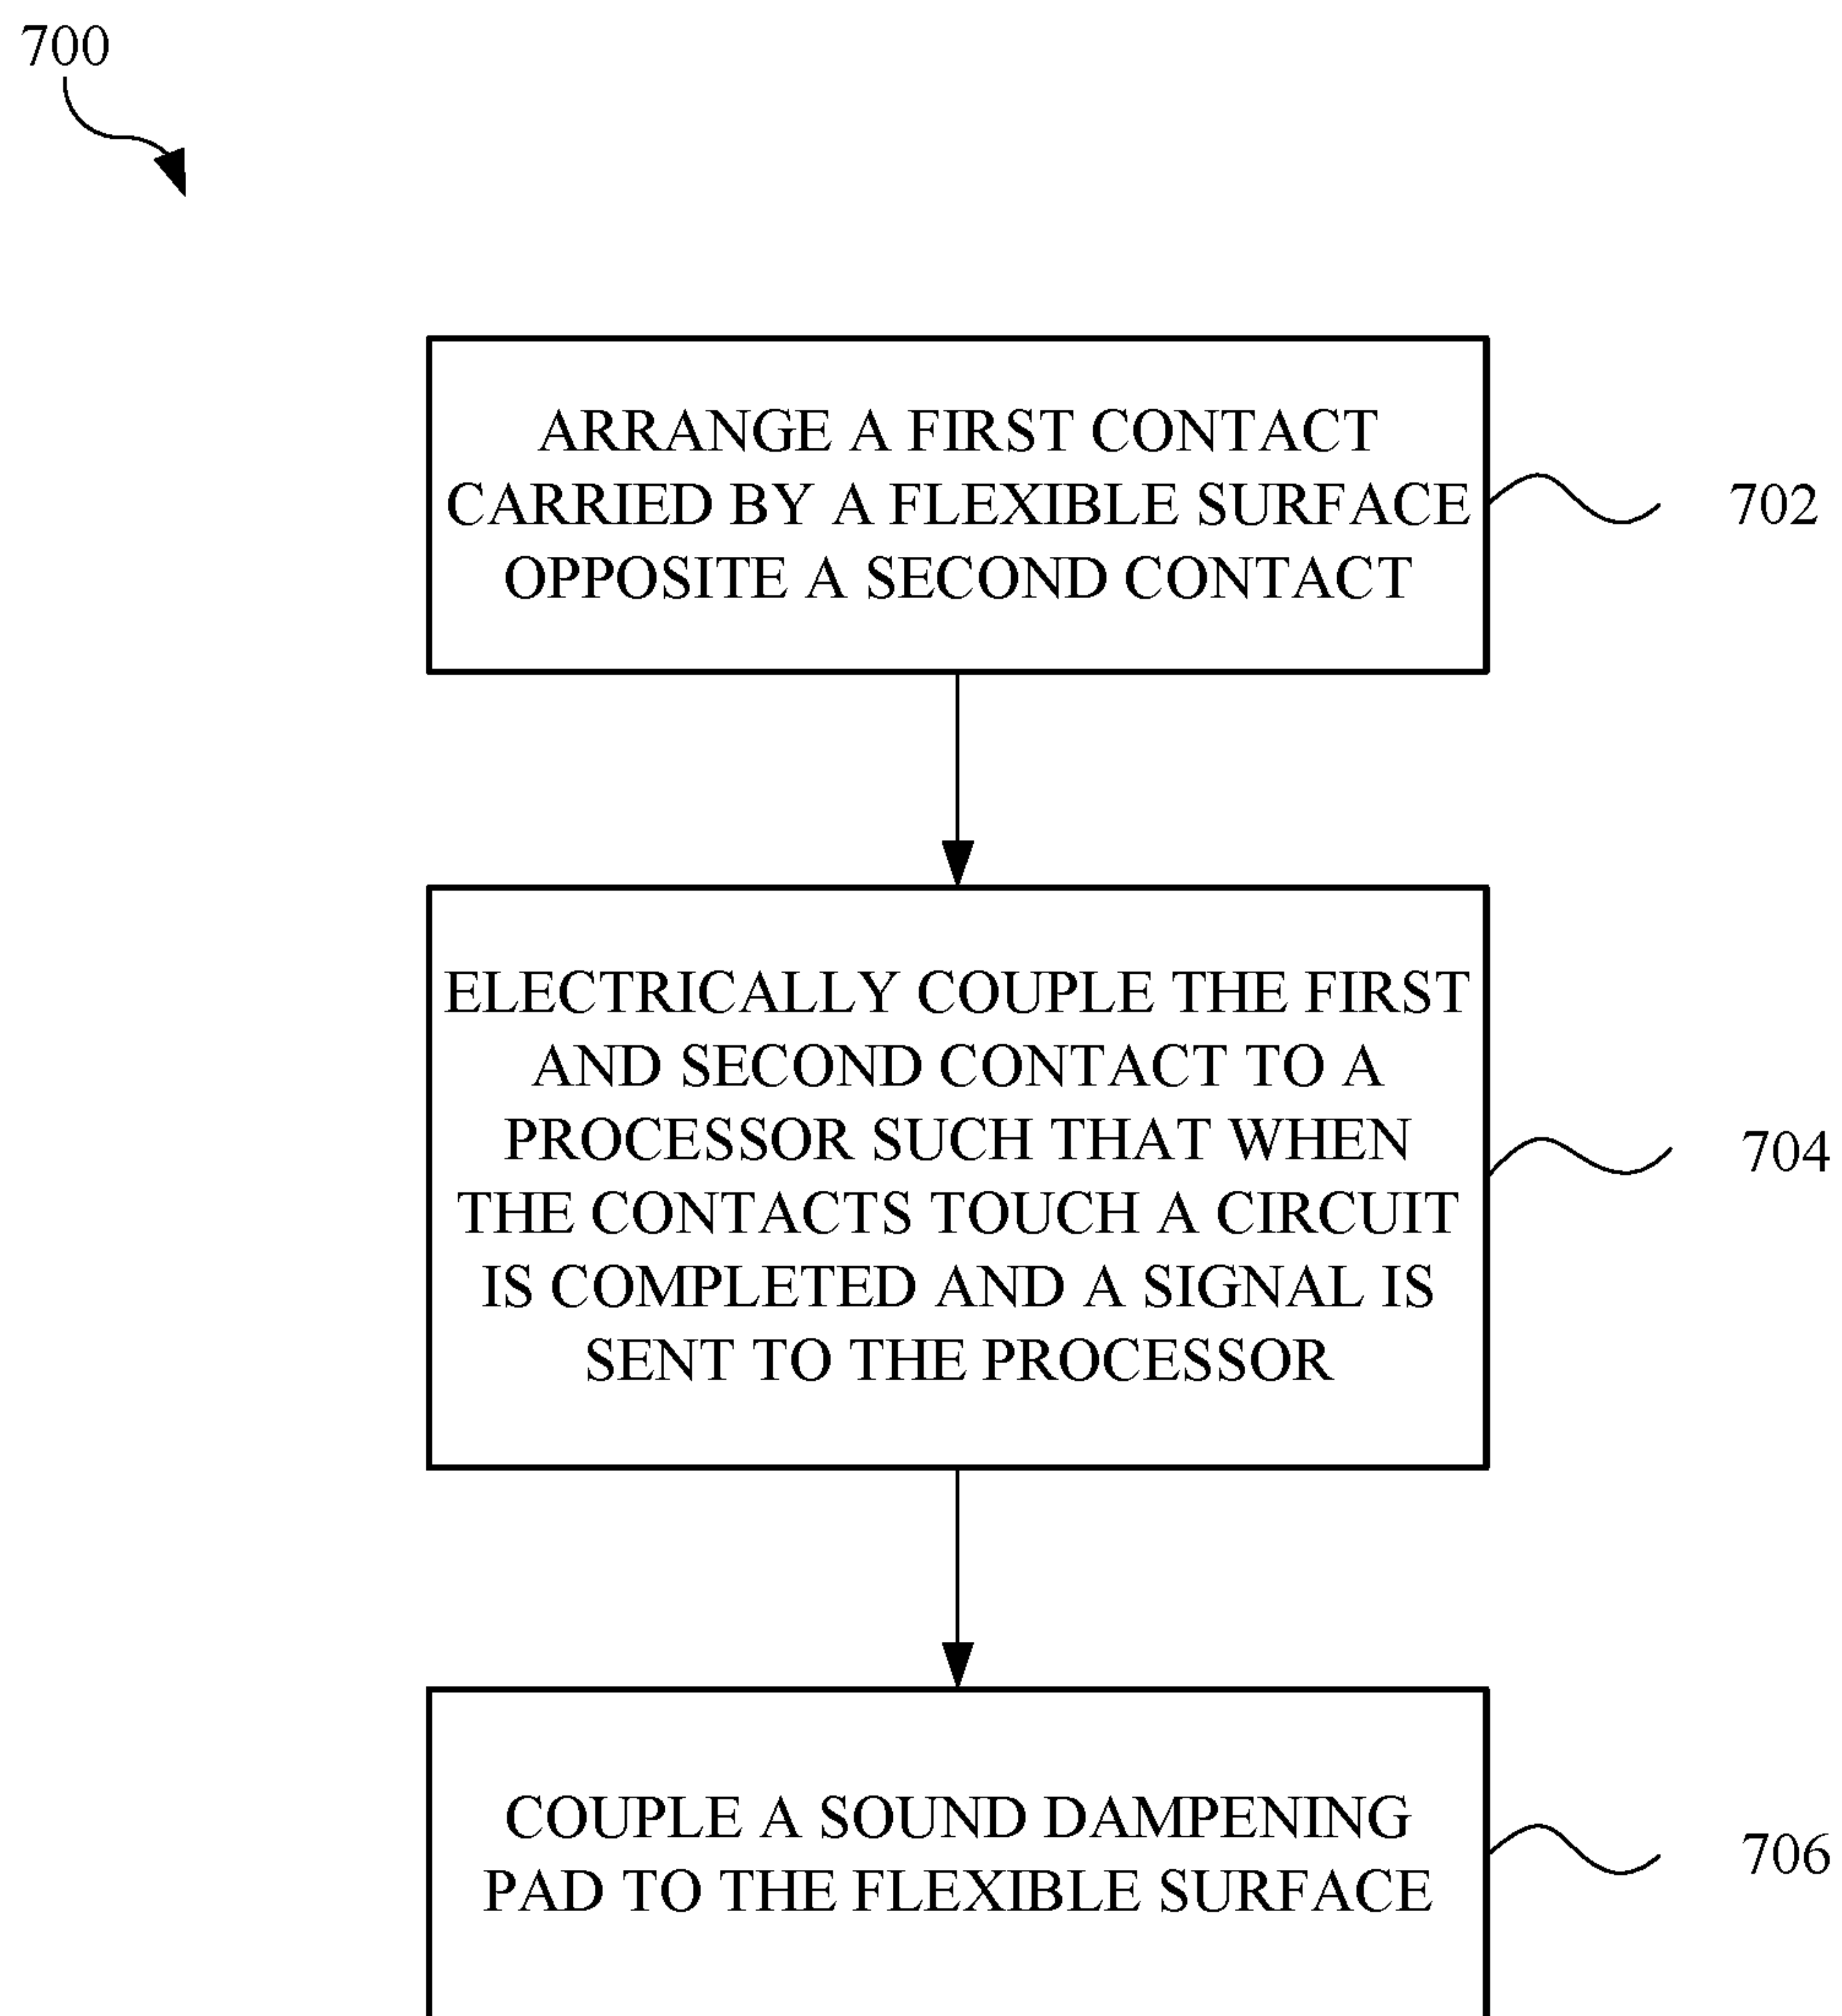 700
ARRANGE A FIRST CONTACT
CARRIED BY A FLEXIBLE SURFACE
OPPOSITE A SECOND CONTACT
702
ELECTRICALLY COUPLE THE FIRST
AND SECOND CONTACT TO A
PROCESSOR SUCH THAT WHEN
THE CONTACTS TOUCH A CIRCUIT
IS COMPLETED AND A SIGNAL IS
SENT TO THE PROCESSOR
704
COUPLE A SOUND DAMPENING
PAD TO THE FLEXIBLE SURFACE
706